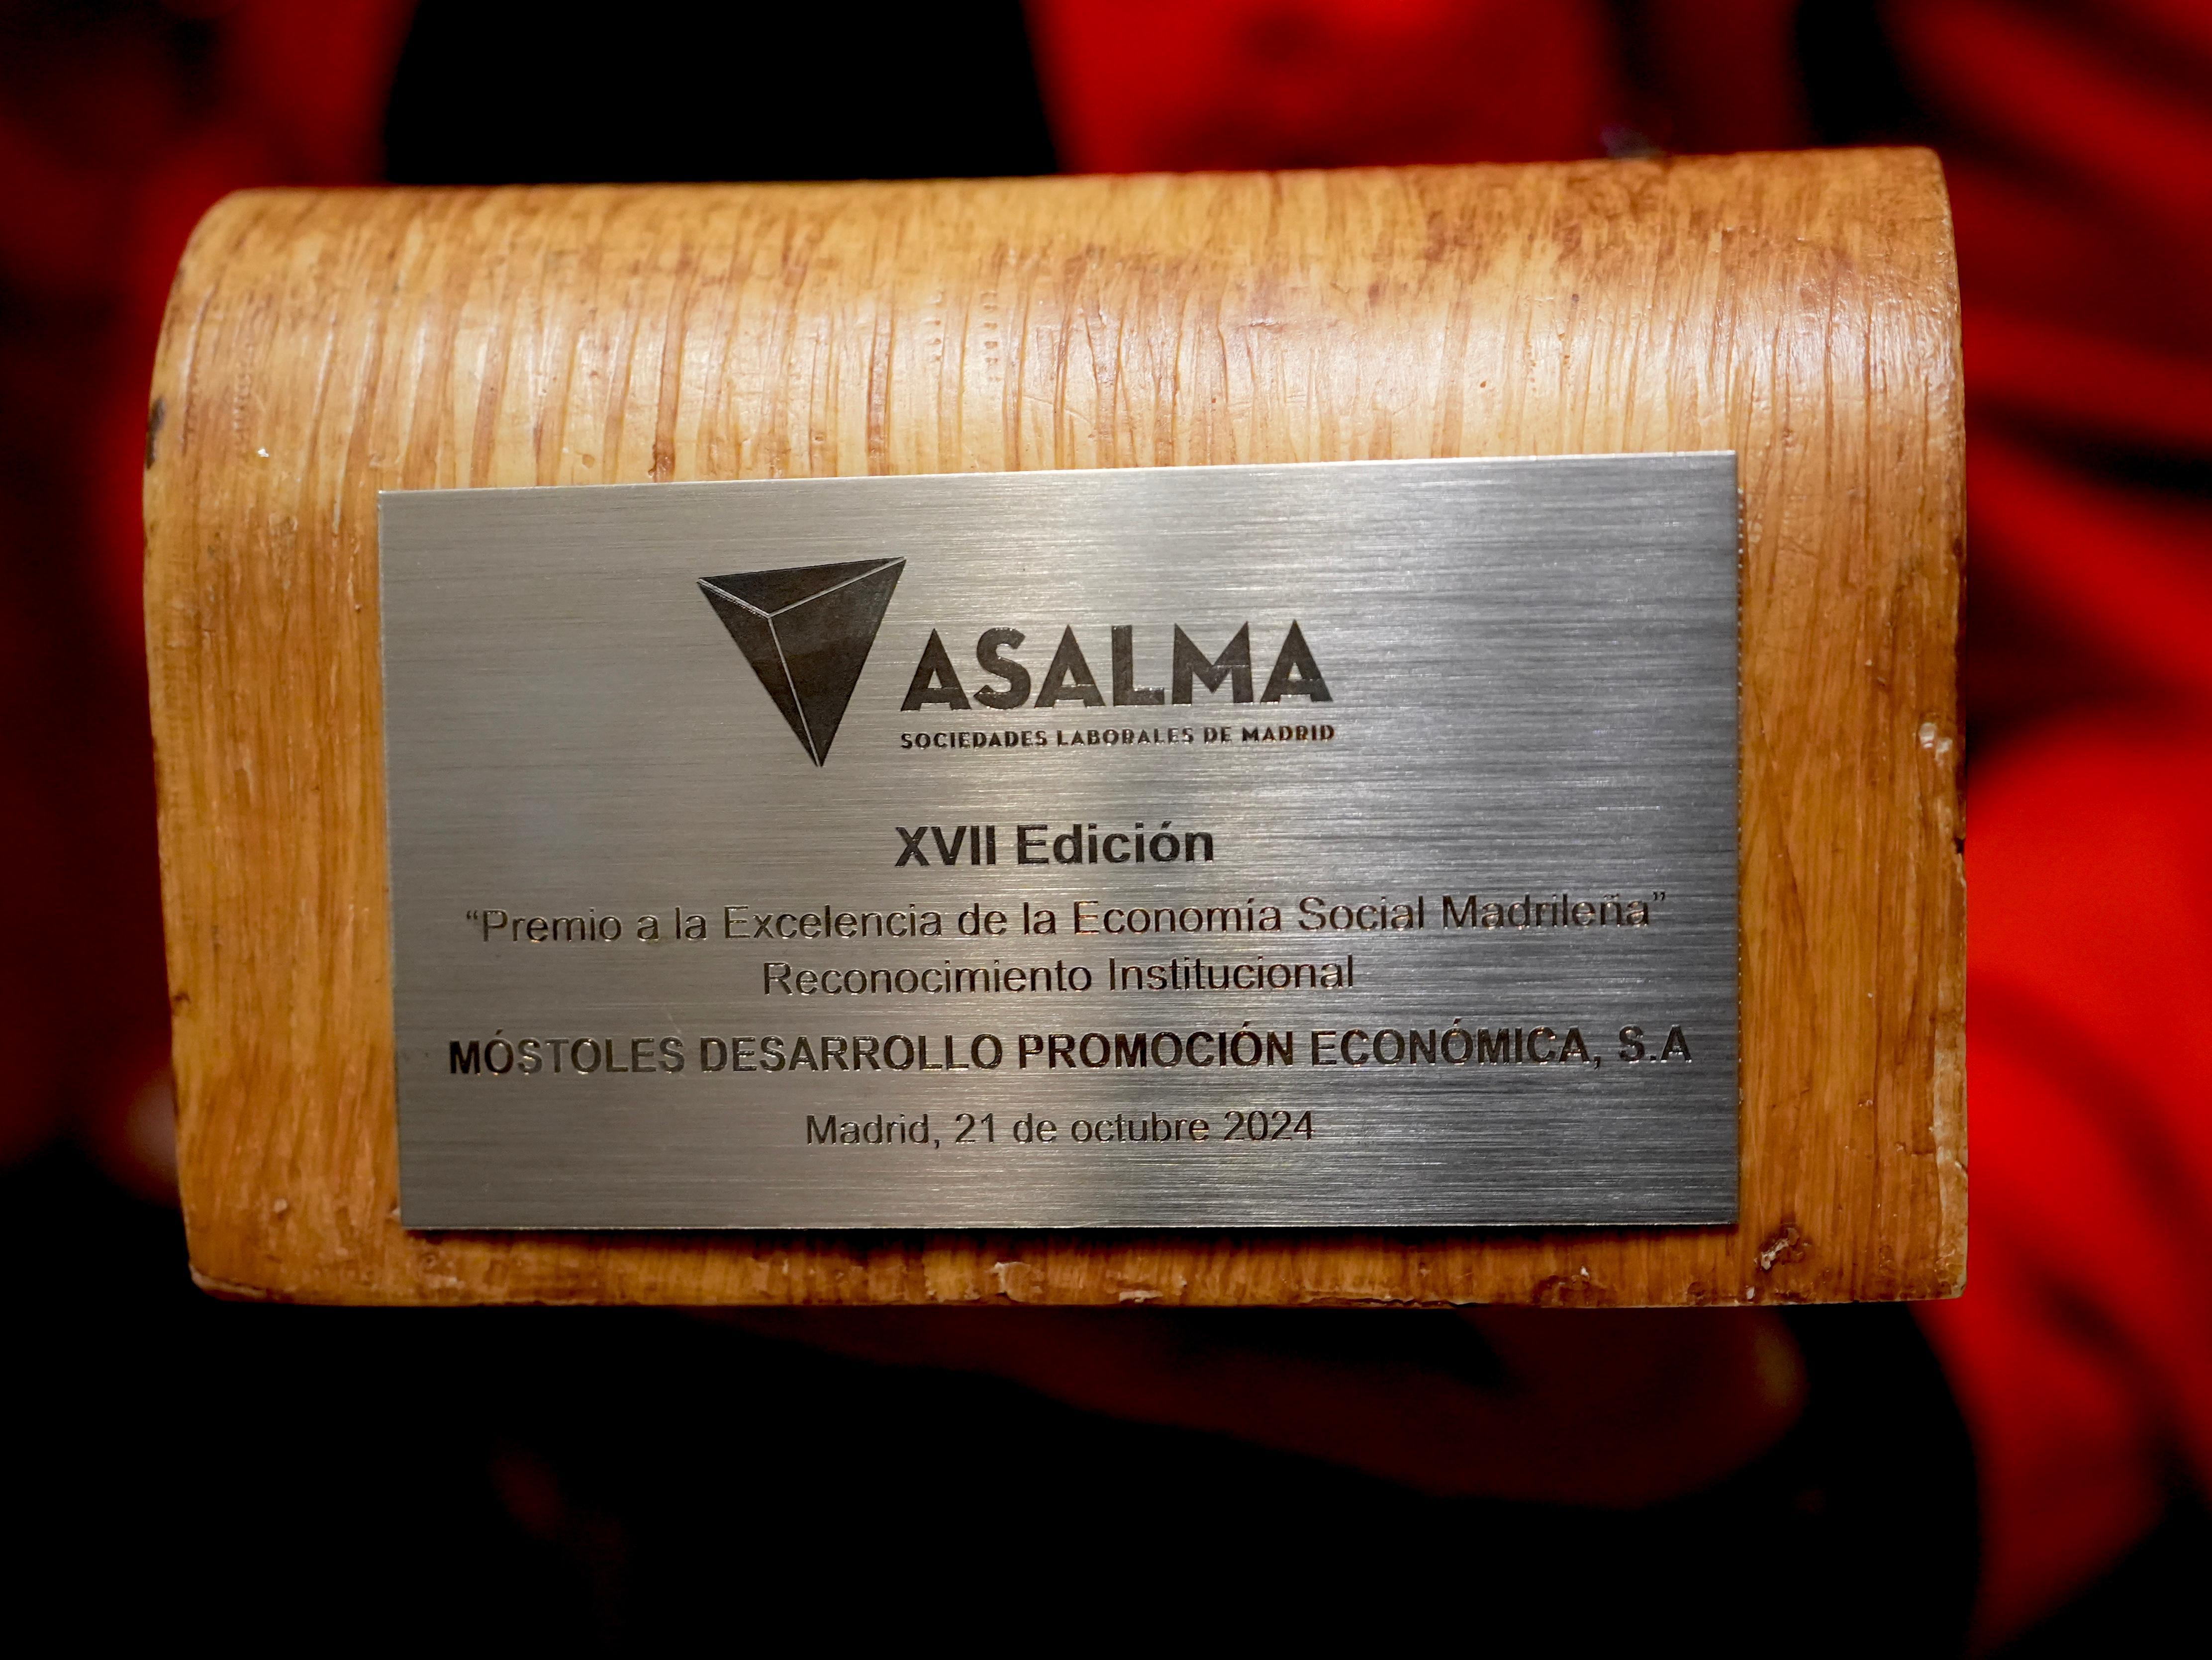 ASALMA
SOCIEDADES LABORALES DE MADRID
XVII Edición
“Premio a la Excelencia de la Economía Social Madrileña”
Reconocimiento Institucional
MÓSTOLES DESARROLLO PROMOCIÓN ECONÓMICA, S.A
Madrid, 21 de octubre 2024